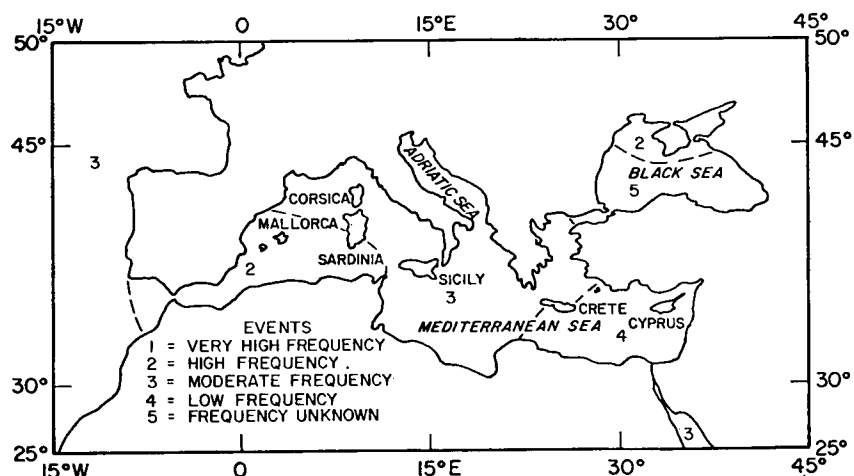 15°W 0 15°E 30° 45°
50° 50°
45° 45°
3
2
BLACK SEA
5
ADRIATIC SEA
CORSICA
MALLORCA
SARDINIA
2
SICILY
3
CRETE
MEDITERRANEAN SEA
CYPRUS
4
EVENTS
1 = VERY HIGH FREQUENCY
2 = HIGH FREQUENCY.
3 = MODERATE FREQUENCY
4 = LOW FREQUENCY
5 = FREQUENCY UNKNOWN
30° 30°
3
25° 25°
15°W 0 15°E 30° 45°